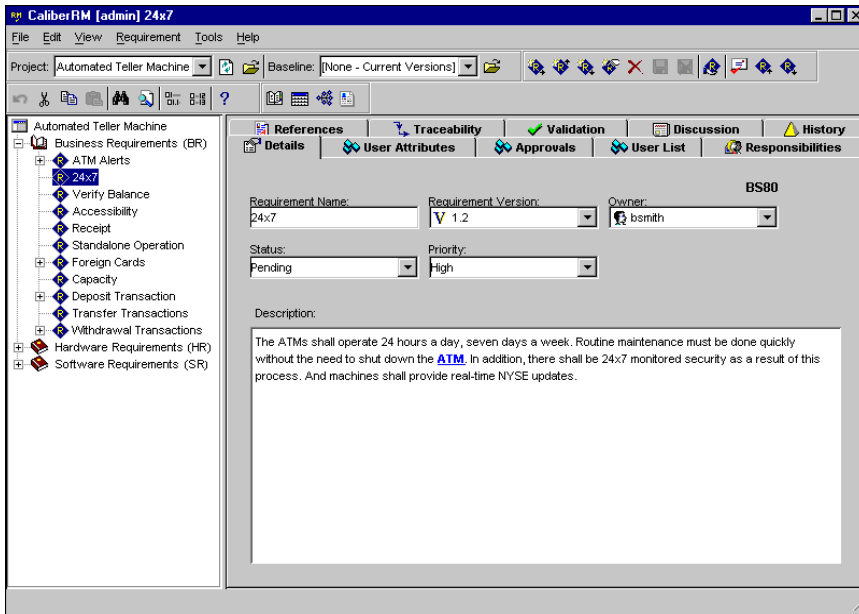 CaliberRM [admin] 24x7
File Edit View Requirement Tools Help
Project: Automated Teller Machine Baseline: [None - Current Versions]
Automated Teller Machine
Business Requirements (BR)
ATM Alerts
24x7
Verify Balance
Accessibility
Receipt
Standalone Operation
Foreign Cards
Capacity
Deposit Transaction
Transfer Transactions
Withdrawal Transactions
Hardware Requirements (HR)
Software Requirements (SR)
References Traceability Validation Discussion History
Details User Attributes Approvals User List Responsibilities
BS80
Requirement Name: Requirement Version: Owner:
24x7 V 1.2 bsmith
Status: Priority:
Pending High
Description:
The ATMs shall operate 24 hours a day, seven days a week. Routine maintenance must be done quickly
without the need to shut down the ATM. In addition, there shall be 24x7 monitored security as a result of this
process. And machines shall provide real-time NYSE updates.